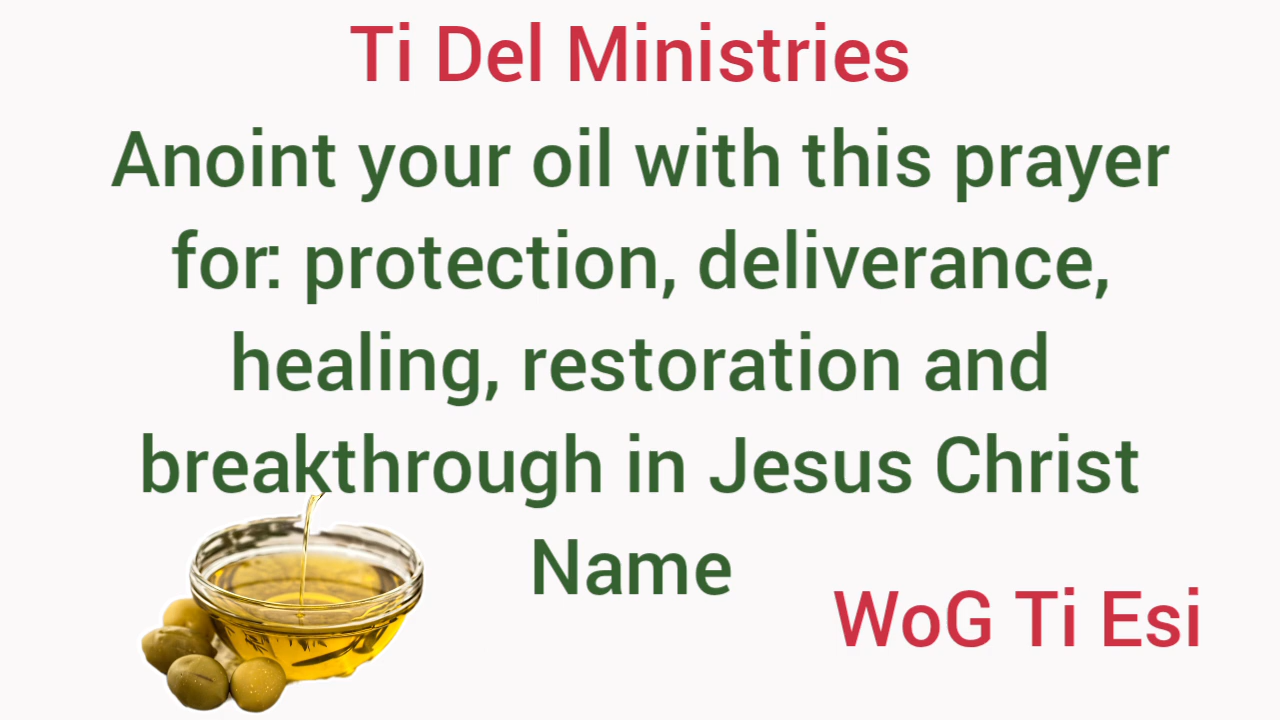 Ti Del Ministries
Anoint your oil with this prayer
for: protection, deliverance,
healing, restoration and
breakthrough in Jesus Christ
Name
WoG Ti Esi